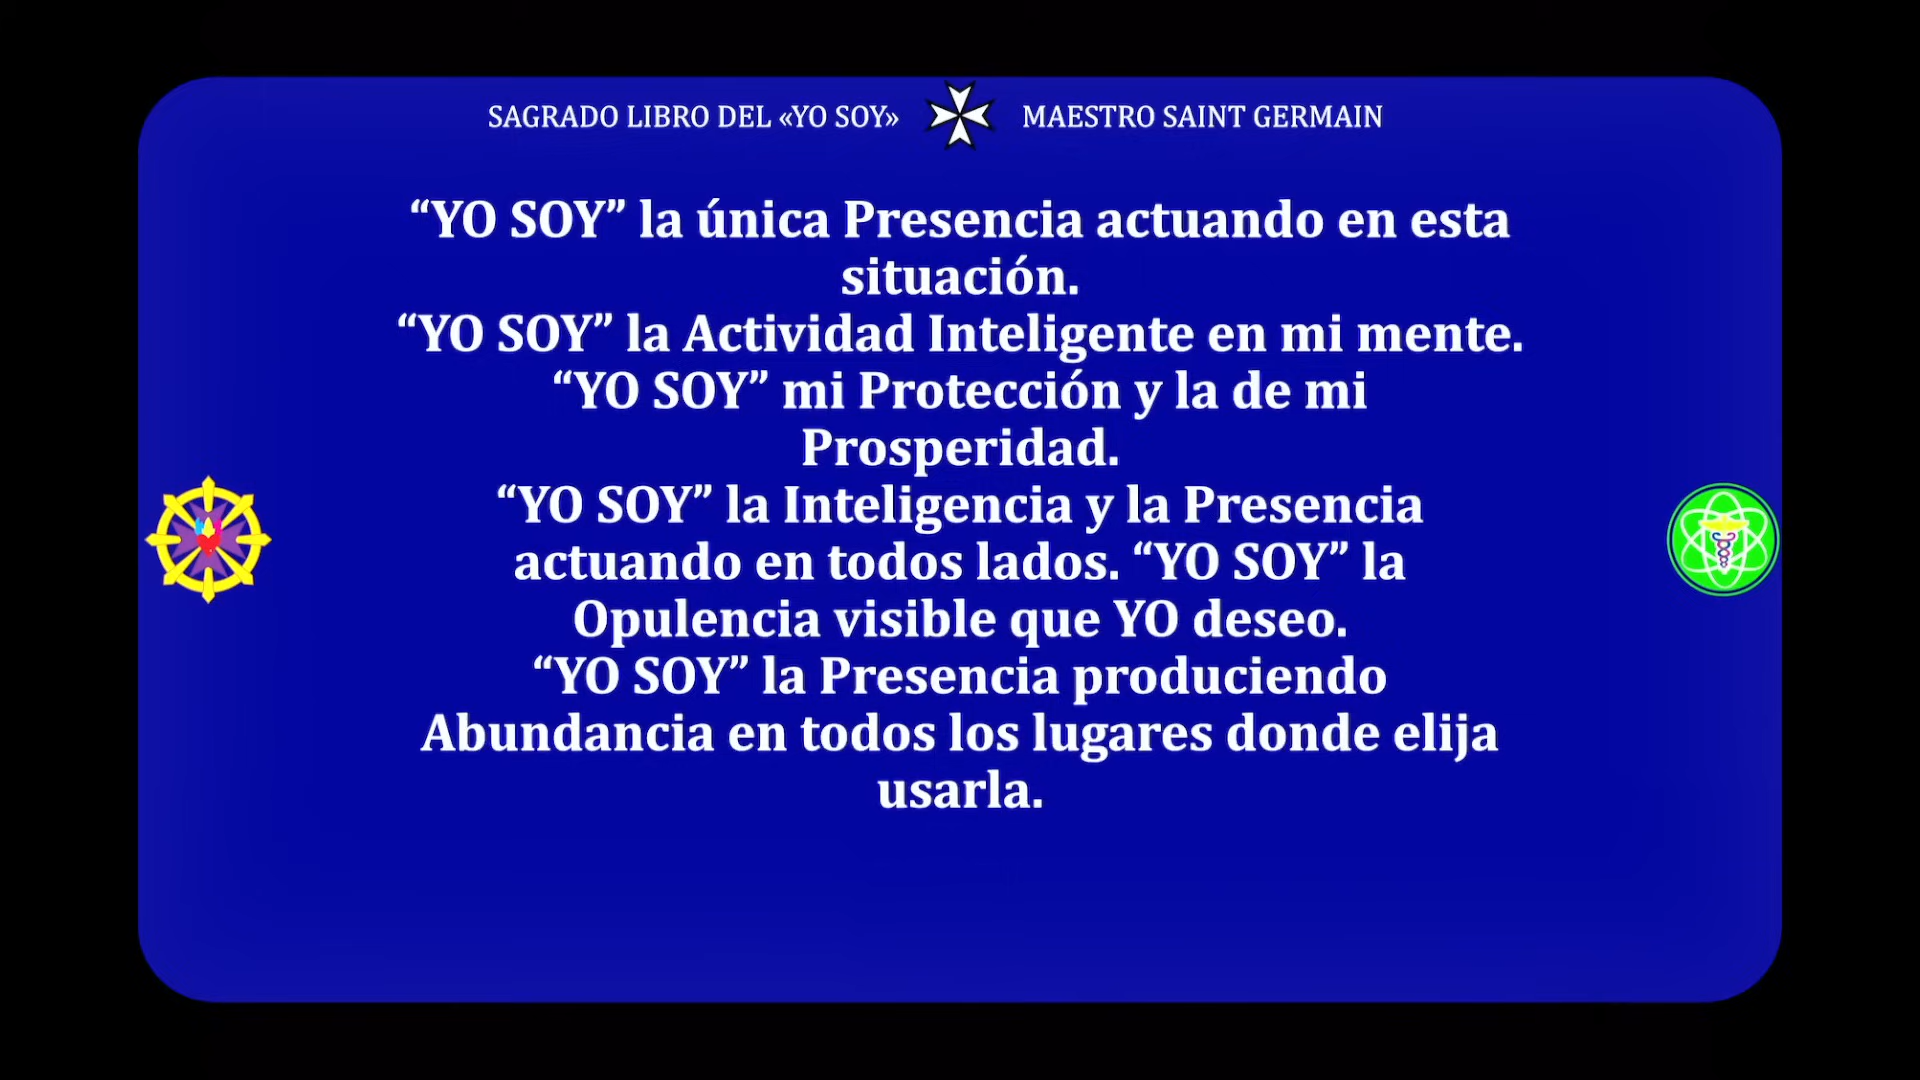 SAGRADO LIBRO DEL «YO SOY» MAESTRO SAINT GERMAIN
“YO SOY” la única Presencia actuando en esta
situación.
“YO SOY” la Actividad Inteligente en mi mente.
“YO SOY” mi Protección y la de mi
Prosperidad.
“YO SOY” la Inteligencia y la Presencia
actuando en todos lados. “YO SOY” la
Opulencia visible que YO deseo.
“YO SOY” la Presencia produciendo
Abundancia en todos los lugares donde elija
usarla.